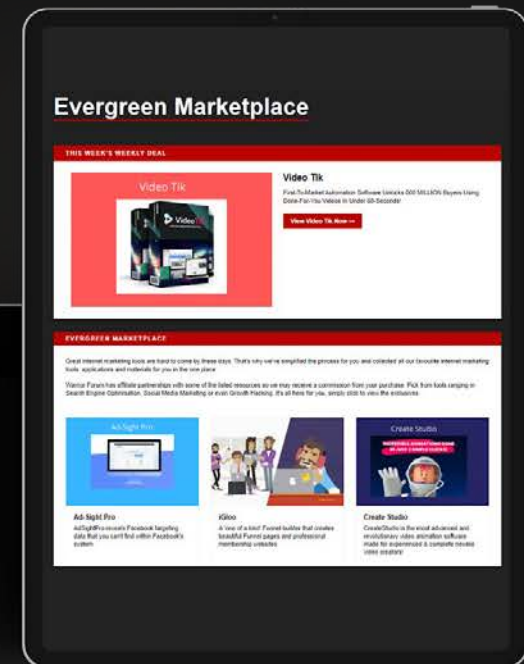 Evergreen Marketplace
THIS WEEK'S WEEKLY DEAL
Video Tik
Video Tik
First-To-Market Automation Software Unlocks 500 MILLION Buyers Using
Done-For-You Videos in Under 60-Seconds!
View Video Tik Now
Video
EVERGREEN MARKETPLACE
Great internet marketing tools are hard to come by these days. That's why we've simplified the process for you and collected all our favourite internet marketing
tools, applications and materials for you in the one place.
Warrior Forum has affiliate partnerships with some of the listed resources so we may receive a commission from your purchase. Pick from tools ranging in
Search Engine Optimisation, Social Media Marketing or even Growth Hacking. It's all here for you, simply click to view the exclusives.
Ad-Sight Pro
Create Studio
Ad-Sight Pro
AdSightPro reveals Facebook targeting
data that you can't find within Facebook's
system
iGloo
A 'one of a kind' Funnel builder that creates
beautiful Funnel pages and professional
membership websites
Create Studio
CreateStudio is the most advanced and
revolutionary video animation software
made for experienced & complete newbie
video creators!